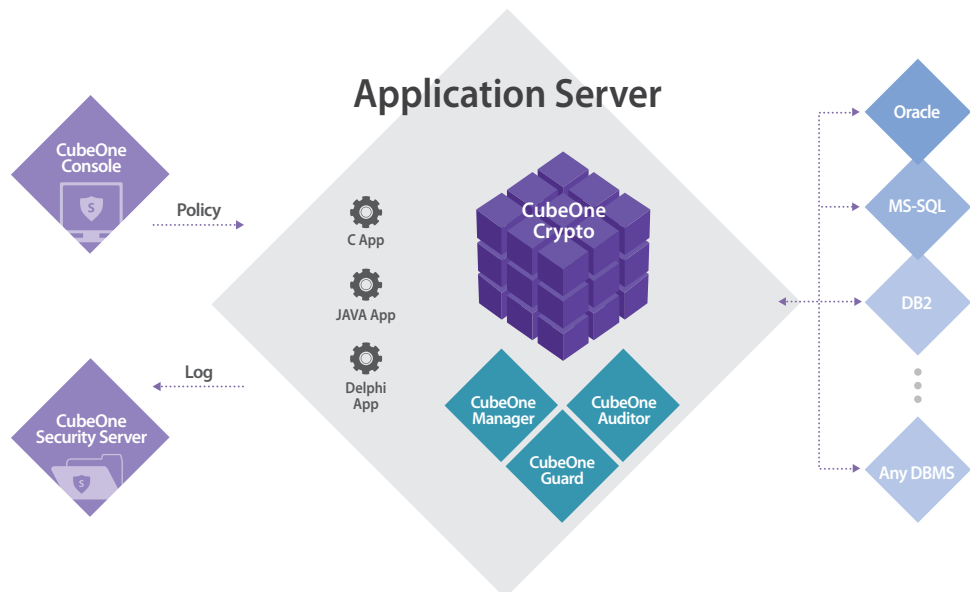 Application Server
CubeOne
Console
Policy
CubeOne
Security Server
Log
C App
JAVA App
Delphi
App
CubeOne
Crypto
CubeOne
Manager
CubeOne
Auditor
CubeOne
Guard
Oracle
MS-SQL
DB2
Any DBMS
S
S